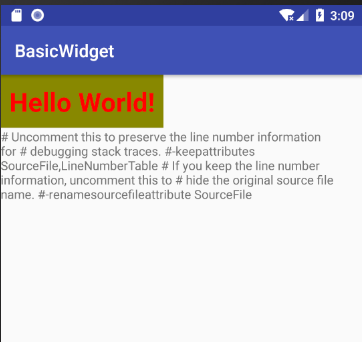 3:09
BasicWidget
Hello World!
# Uncomment this to preserve the line number information
for # debugging stack traces. #-keepattributes
SourceFile,LineNumberTable # If you keep the line number
information, uncomment this to # hide the original source file
name. #-renamesourcefileattribute SourceFile